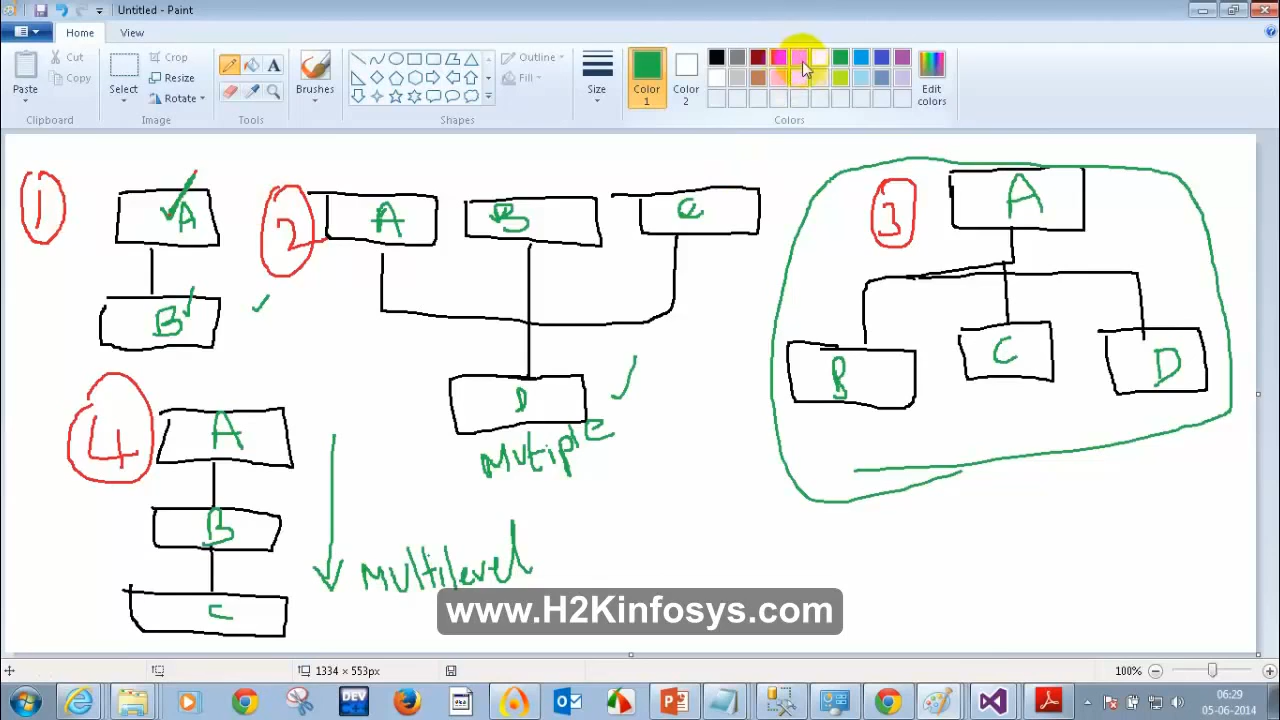 Untitled - Paint
Home
View
Paste
Cut
Copy
Clipboard
Select
Crop
Resize
Rotate
Image
A
Tools
Brushes
Shapes
Outline
Fill
Size
Color
1
Color
2
Colors
Edit
colors
1
A
B
2
A
B
C
D
Mutiple
3
A
B
C
D
4
A
B
C
Multilevel
www.H2Kinfosys.com
1334 × 553px
100%
DEV
06:29
05-06-2014